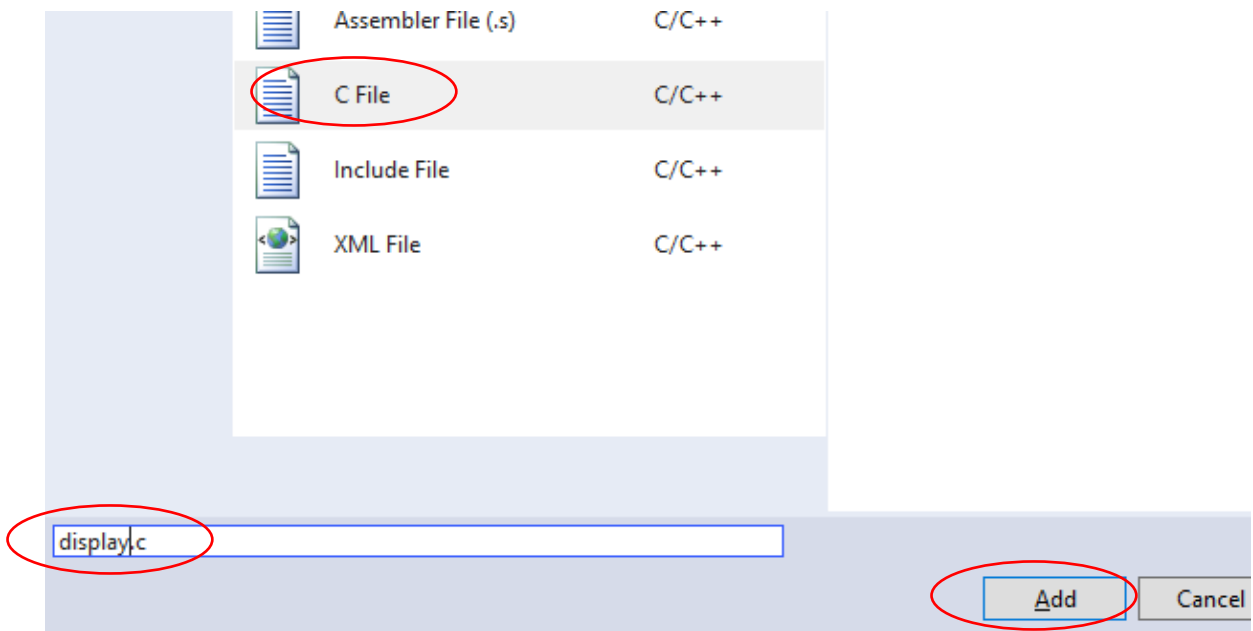 Assembler File (.s) C/C++
C File C/C++
Include File C/C++
XML File C/C++
display.c
Add Cancel